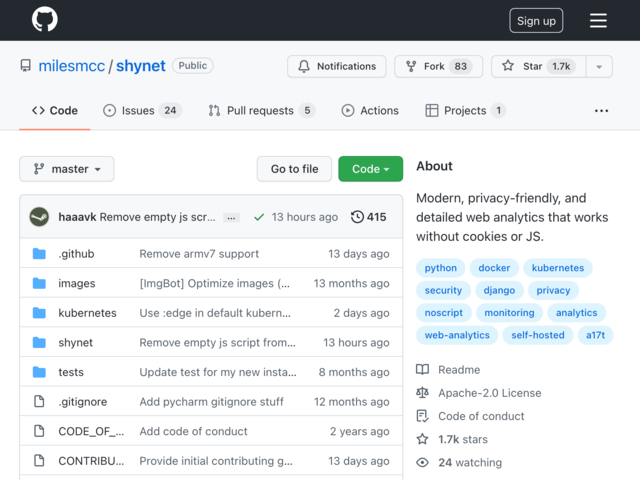 Sign up
milesmcc / shynet Public
Notifications Fork 83 Star 1.7k
Code Issues 24 Pull requests 5 Actions Projects 1 ...
master Go to file Code
haaavk Remove empty js scr... ... 13 hours ago 415
.github Remove armv7 support 13 days ago
images [ImgBot] Optimize images (... 13 months ago
kubernetes Use :edge in default kubern... 2 days ago
shynet Remove empty js script from... 13 hours ago
tests Update test for my new insta... 8 months ago
.gitignore Add pycharm gitignore stuff 12 months ago
CODE_OF_... Add code of conduct 2 years ago
CONTRIBU... Provide initial contributing g... 13 days ago
About
Modern, privacy-friendly, and
detailed web analytics that works
without cookies or JS.
python docker kubernetes
security django privacy
noscript monitoring analytics
web-analytics self-hosted a17t
Readme
Apache-2.0 License
Code of conduct
1.7k stars
24 watching